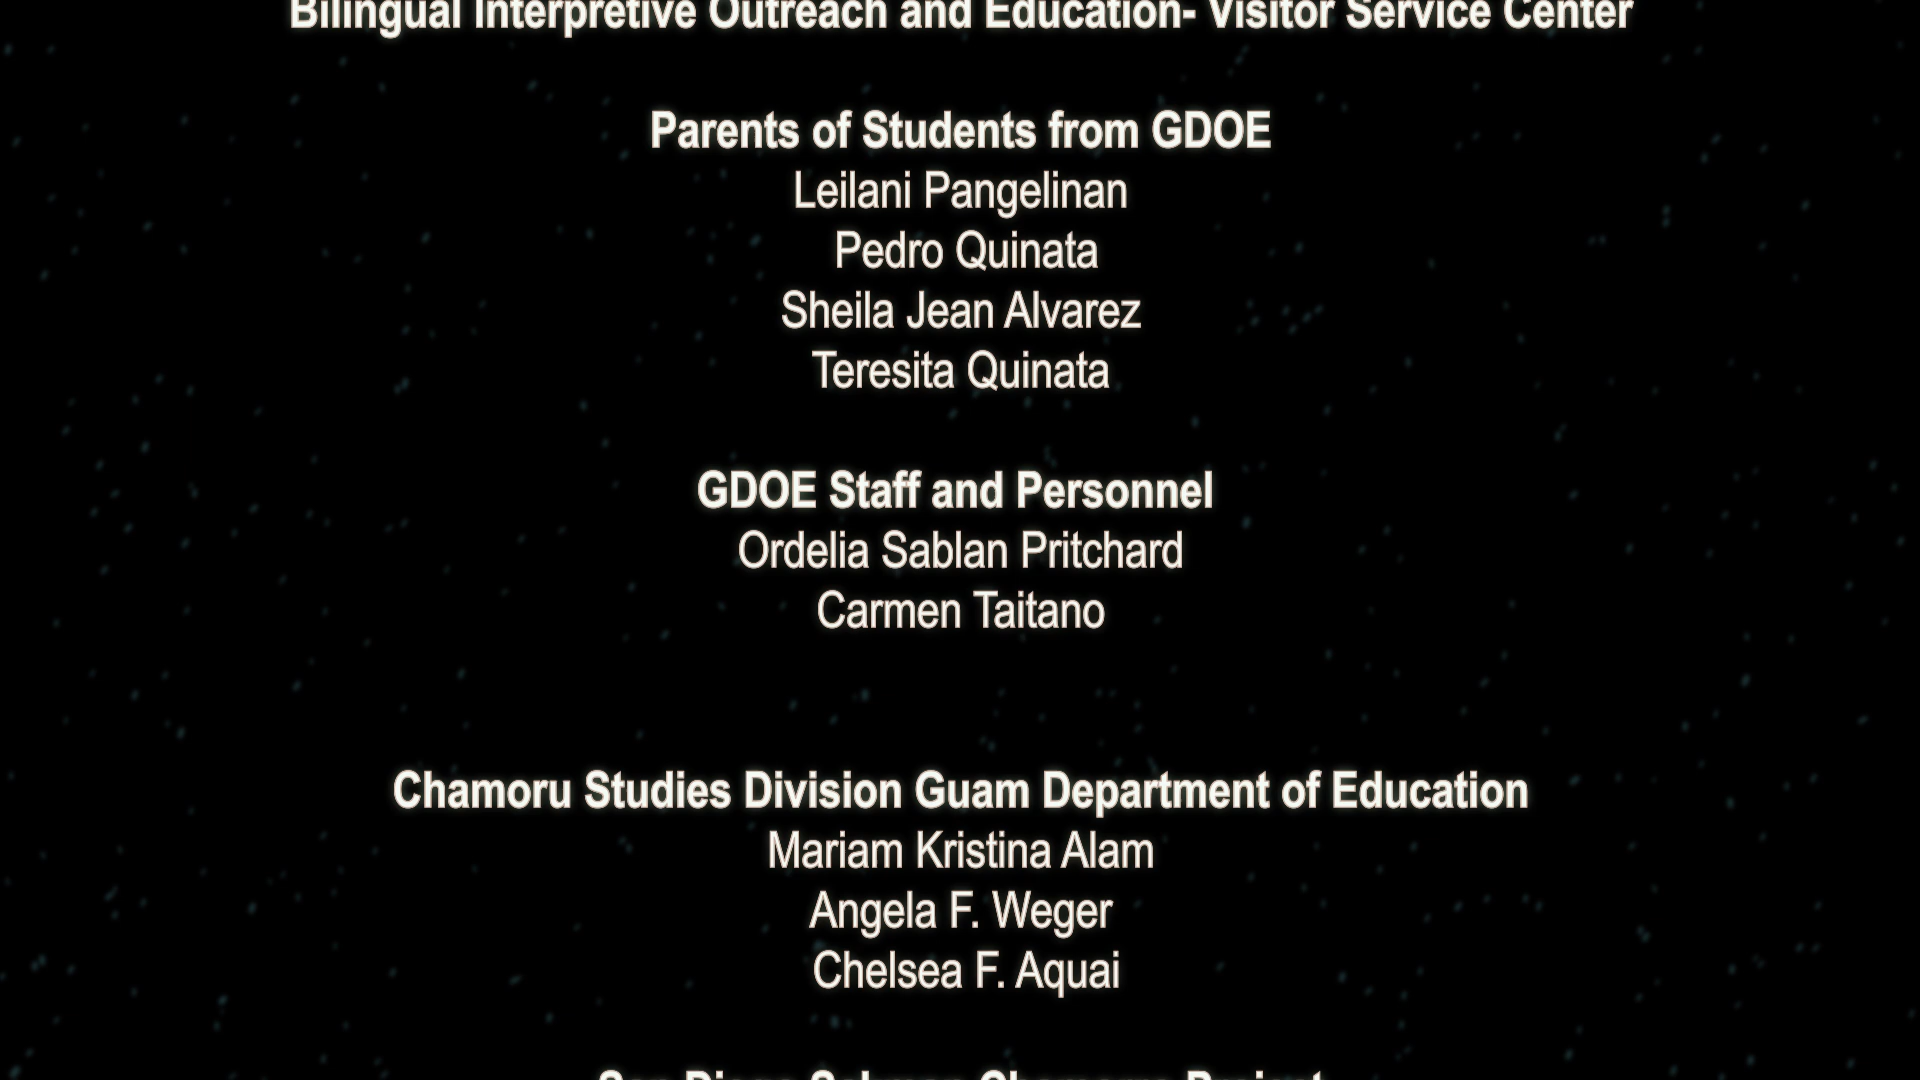 Bilingual Interpretive Outreach and Education- Visitor Service Center
Parents of Students from GDOE
Leilani Pangelinan
Pedro Quinata
Sheila Jean Alvarez
Teresita Quinata
GDOE Staff and Personnel
Ordelia Sablan Pritchard
Carmen Taitano
Chamoru Studies Division Guam Department of Education
Mariam Kristina Alam
Angela F. Weger
Chelsea F. Aquai
San Diego